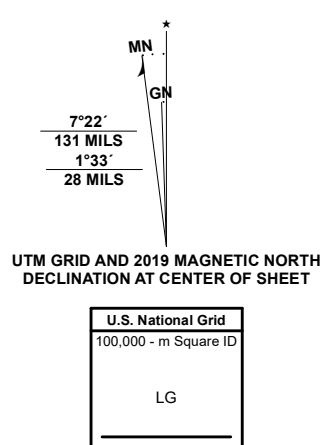 MN
GN
7°22´
131 MILS
1°33´
28 MILS
UTM GRID AND 2019 MAGNETIC NORTH
DECLINATION AT CENTER OF SHEET
U.S. National Grid
100,000 - m Square ID
LG